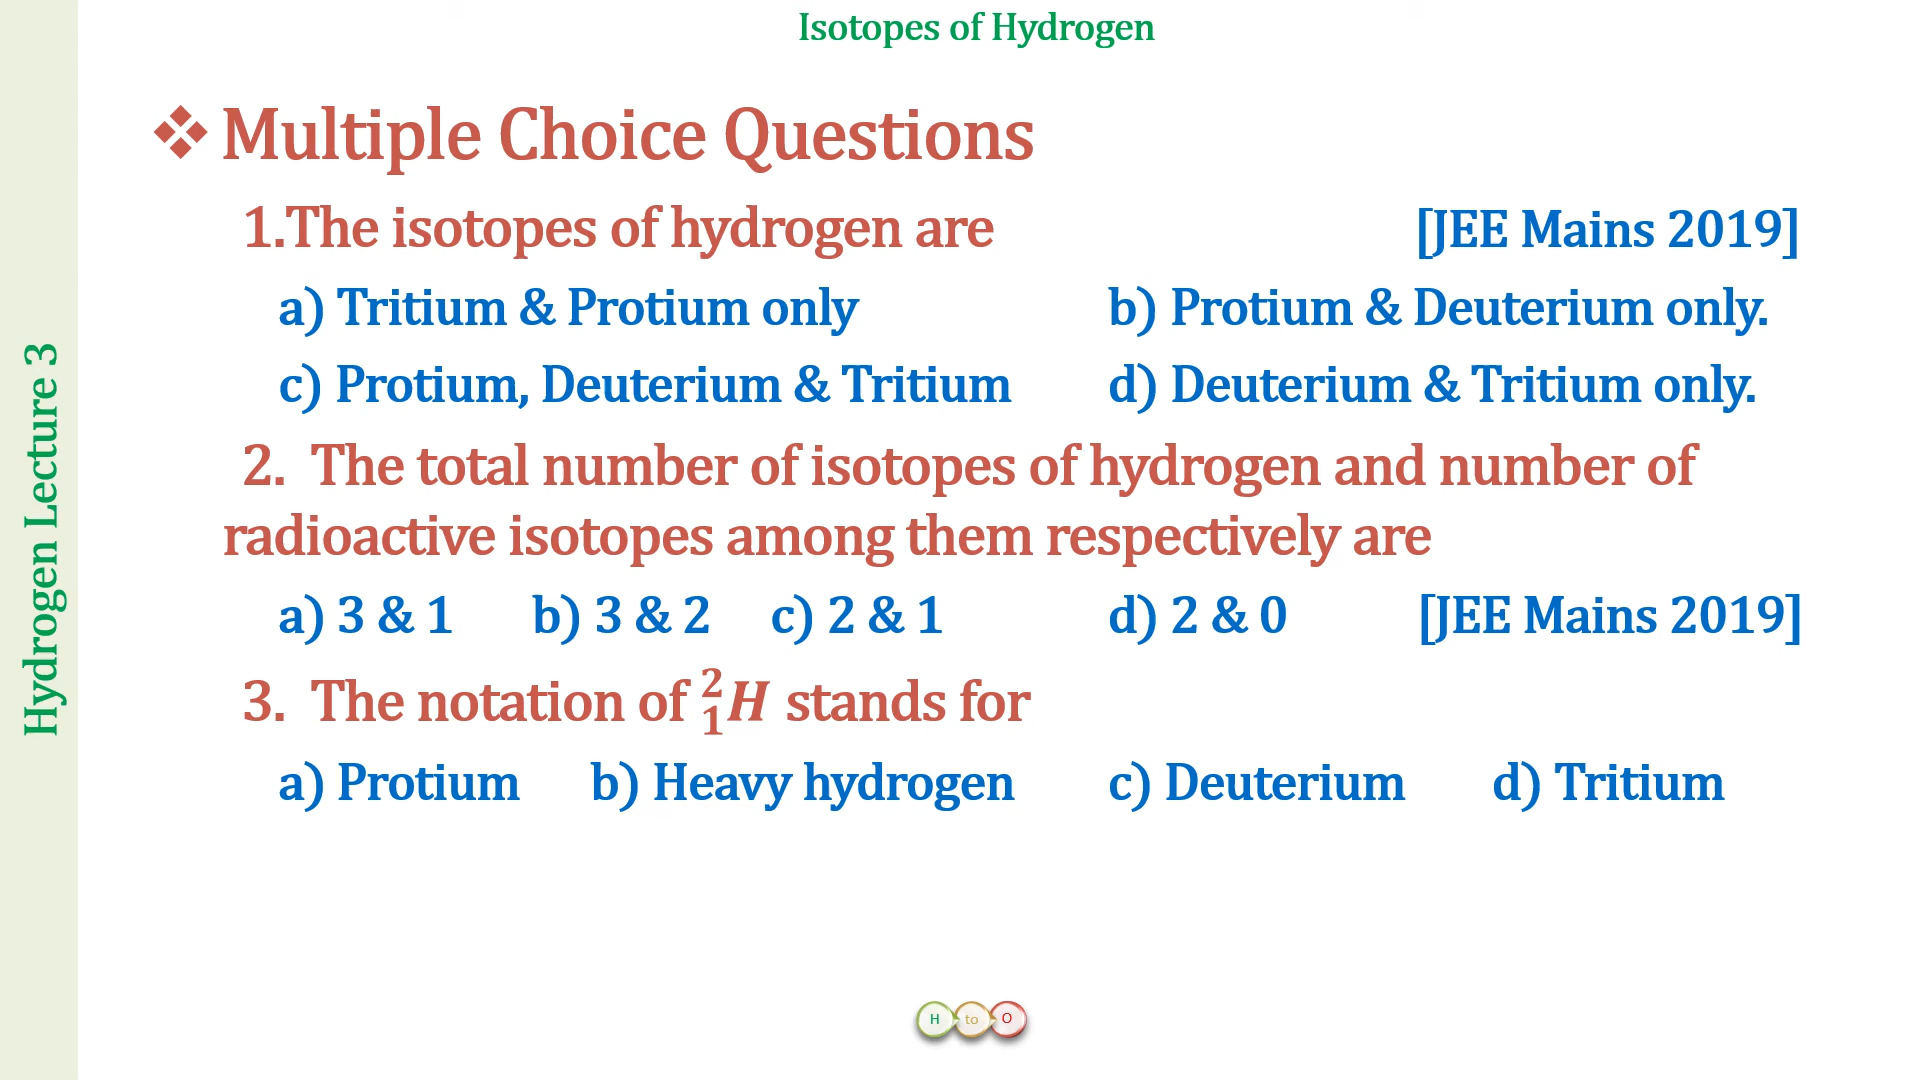 Isotopes of Hydrogen
Hydrogen Lecture 3
❖ Multiple Choice Questions
1.The isotopes of hydrogen are [JEE Mains 2019]
a) Tritium & Protium only b) Protium & Deuterium only.
c) Protium, Deuterium & Tritium d) Deuterium & Tritium only.
2. The total number of isotopes of hydrogen and number of
radioactive isotopes among them respectively are
a) 3 & 1 b) 3 & 2 c) 2 & 1 d) 2 & 0 [JEE Mains 2019]
3. The notation of ²₁H stands for
a) Protium b) Heavy hydrogen c) Deuterium d) Tritium
H to O